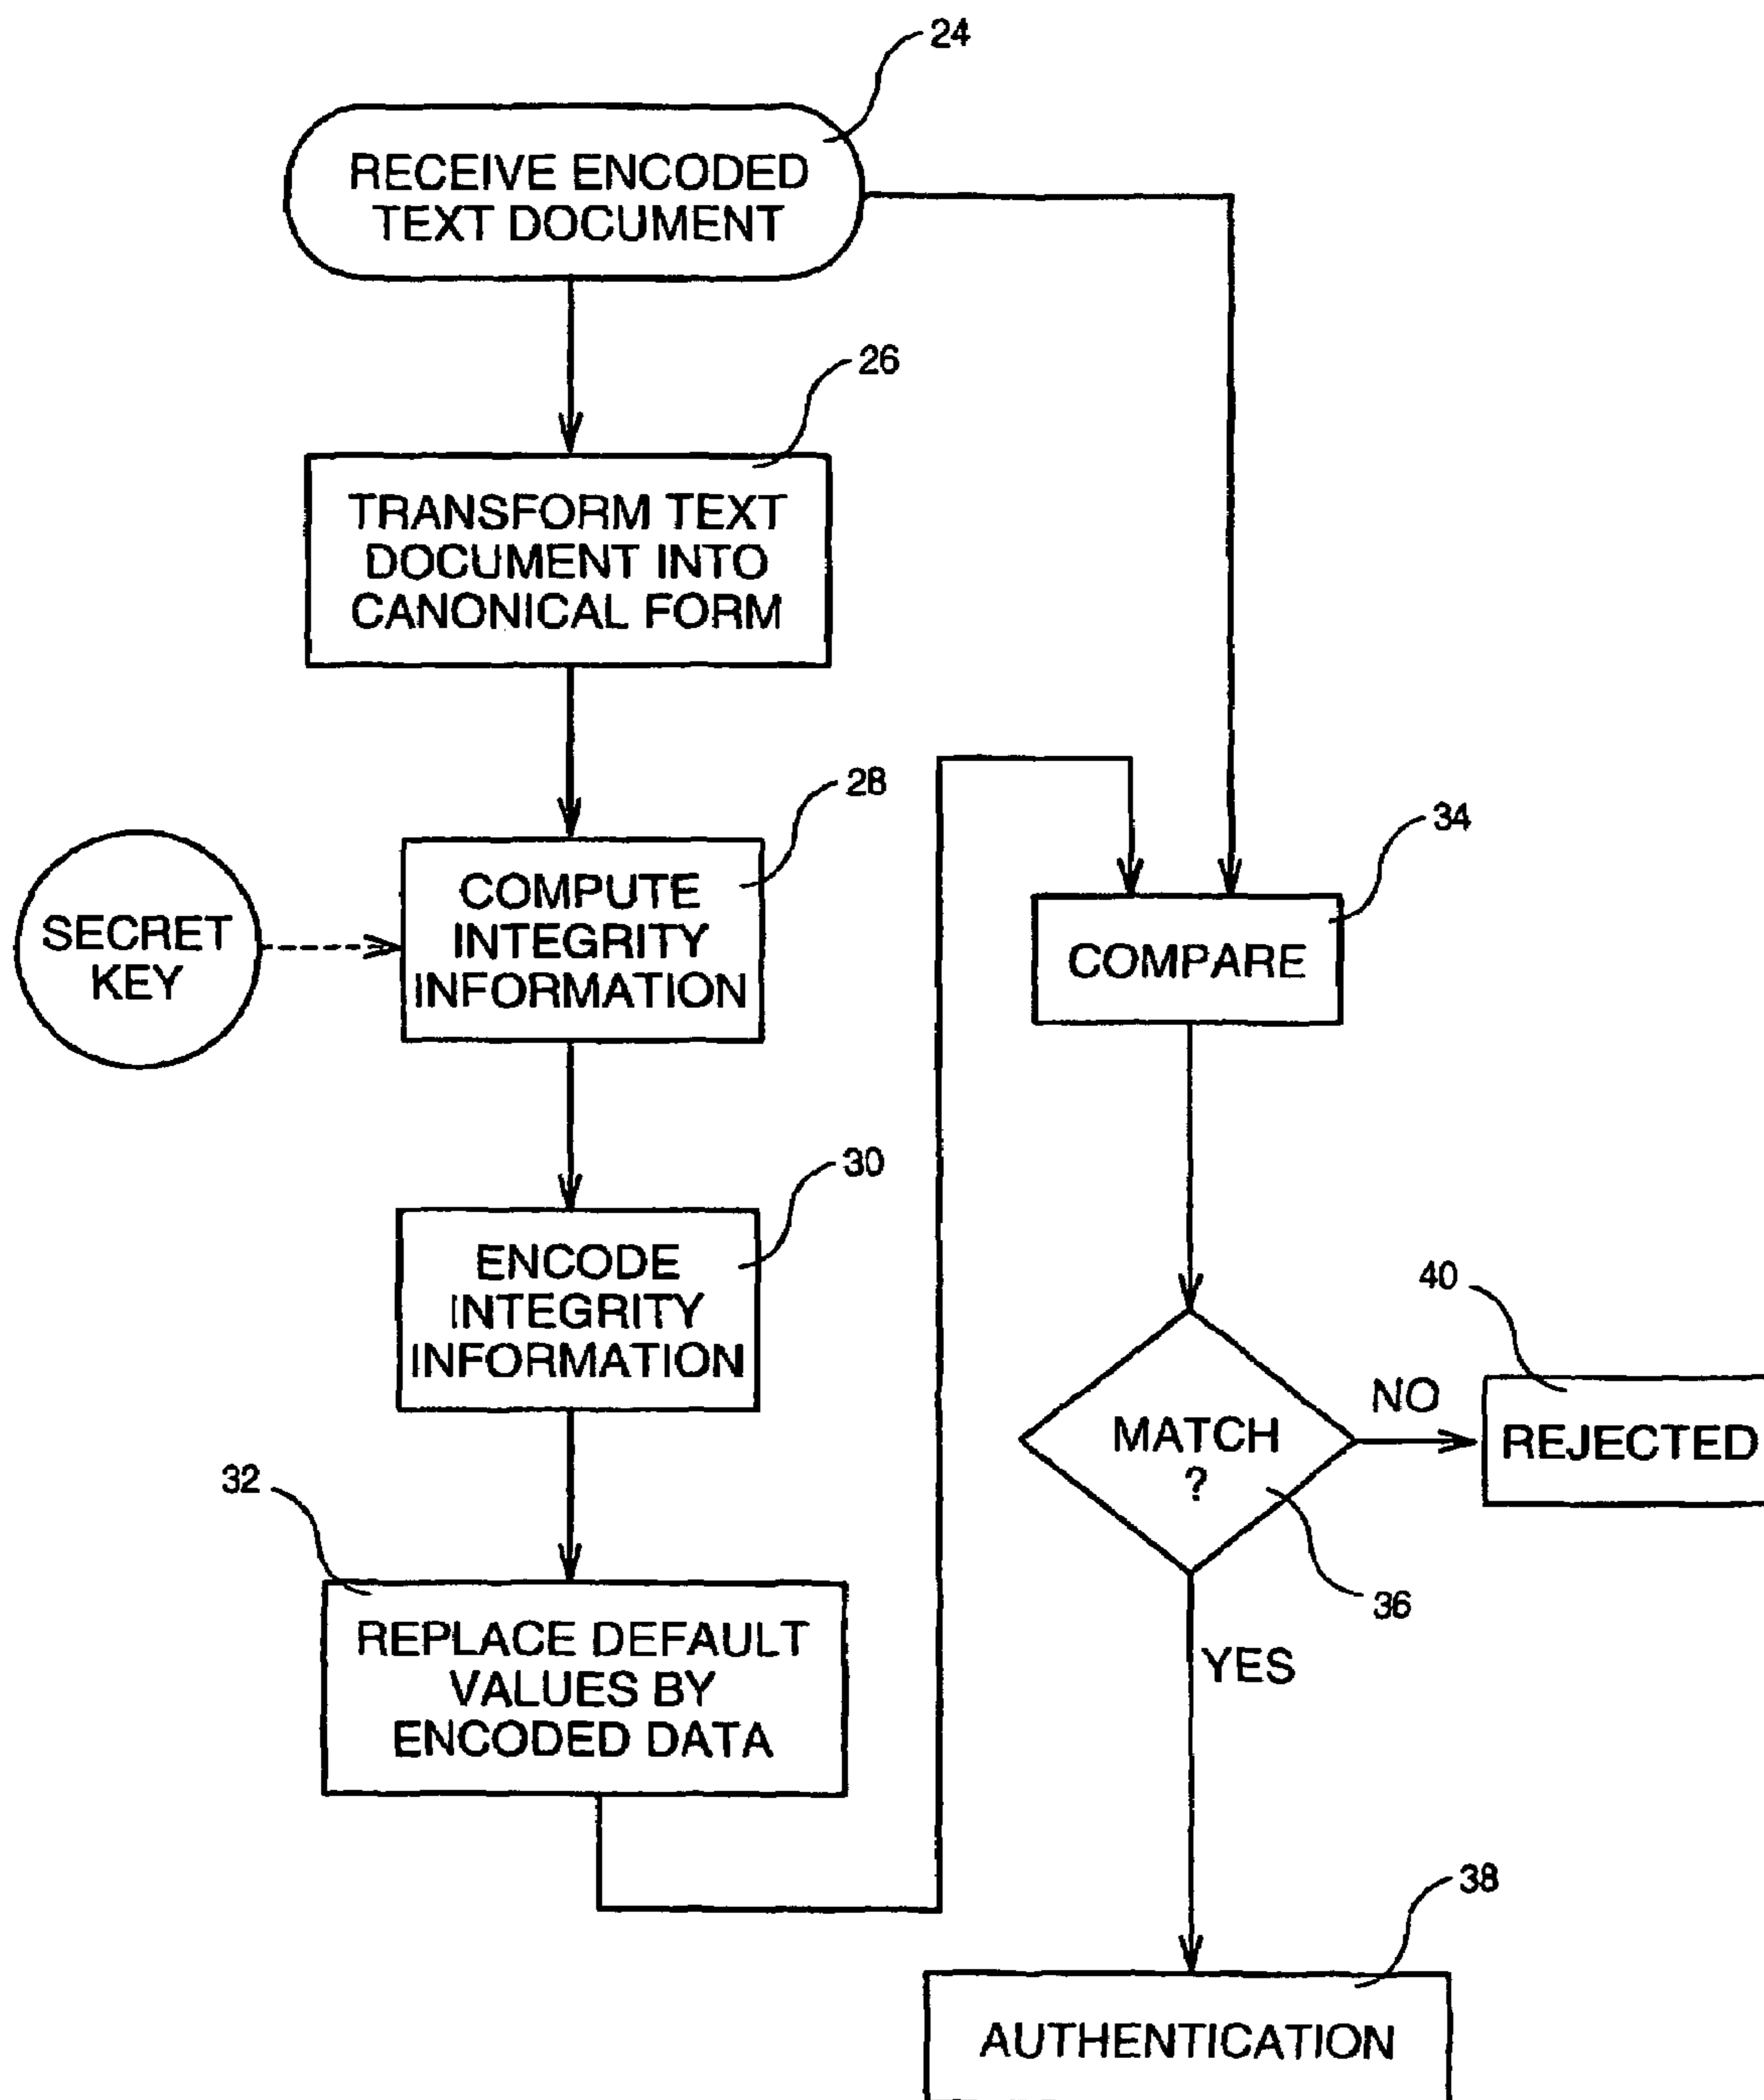 24
RECEIVE ENCODED
TEXT DOCUMENT
26
TRANSFORM TEXT
DOCUMENT INTO
CANONICAL FORM
28
SECRET
KEY
COMPUTE
INTEGRITY
INFORMATION
34
COMPARE
30
ENCODE
INTEGRITY
INFORMATION
40
NO
REJECTED
MATCH
?
36
32
REPLACE DEFAULT
VALUES BY
ENCODED DATA
YES
38
AUTHENTICATION